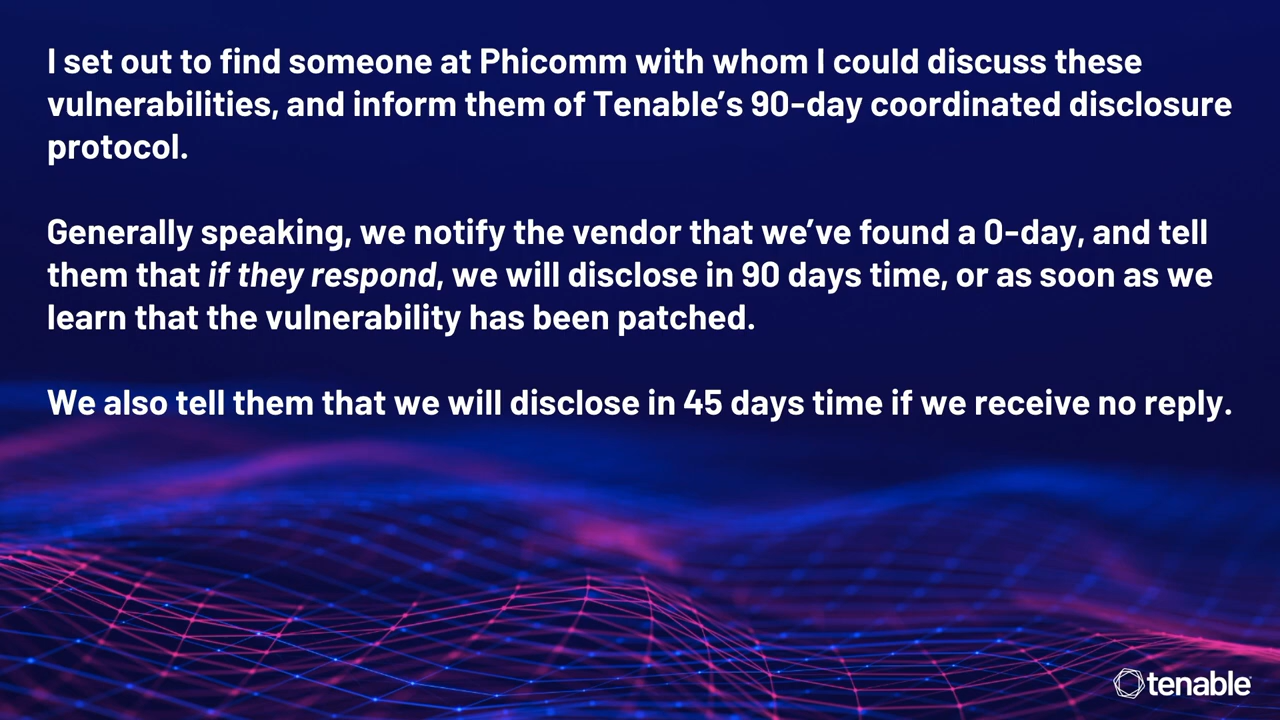 I set out to find someone at Phicomm with whom I could discuss these
vulnerabilities, and inform them of Tenable’s 90-day coordinated disclosure
protocol.
Generally speaking, we notify the vendor that we’ve found a 0-day, and tell
them that if they respond, we will disclose in 90 days time, or as soon as we
learn that the vulnerability has been patched.
We also tell them that we will disclose in 45 days time if we receive no reply.
tenable